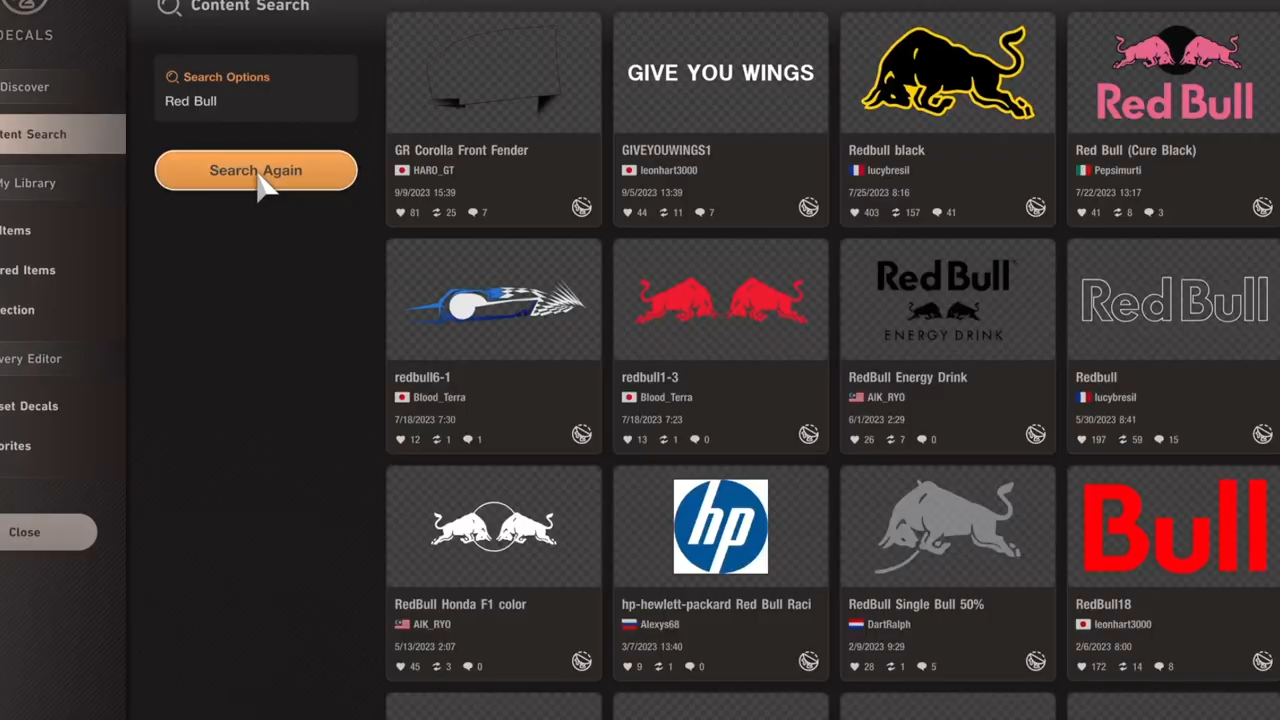 DECALS
Discover
tent Search
My Library
Items
red Items
ection
very Editor
set Decals
orites
Close
Content Search
Search Options
Red Bull
Search Again
GR Corolla Front Fender
HARO_GT
9/9/2023 15:39
81 25 7
GIVE YOU WINGS
GIVEYOUWINGS1
leonhart3000
9/5/2023 13:39
44 11 7
Redbull black
lucybresil
7/25/2023 8:16
403 157 41
Red Bull
Red Bull (Cure Black)
Pepsimurti
7/22/2023 13:17
41 8 3
redbull6-1
Blood_Terra
7/18/2023 7:30
12 1 1
redbull1-3
Blood_Terra
7/18/2023 7:23
13 1 0
Red Bull
ENERGY DRINK
RedBull Energy Drink
AIK_RYO
6/1/2023 2:29
26 7 0
Red Bull
Redbull
lucybresil
5/30/2023 8:41
197 59 15
RedBull Honda F1 color
AIK_RYO
5/13/2023 2:07
45 3 0
hp
hp-hewlett-packard Red Bull Raci
Alexys68
3/7/2023 13:40
9 1 0
RedBull Single Bull 50%
DartRalph
2/9/2023 9:29
28 1 5
Bull
RedBull18
leonhart3000
2/6/2023 8:00
172 14 8